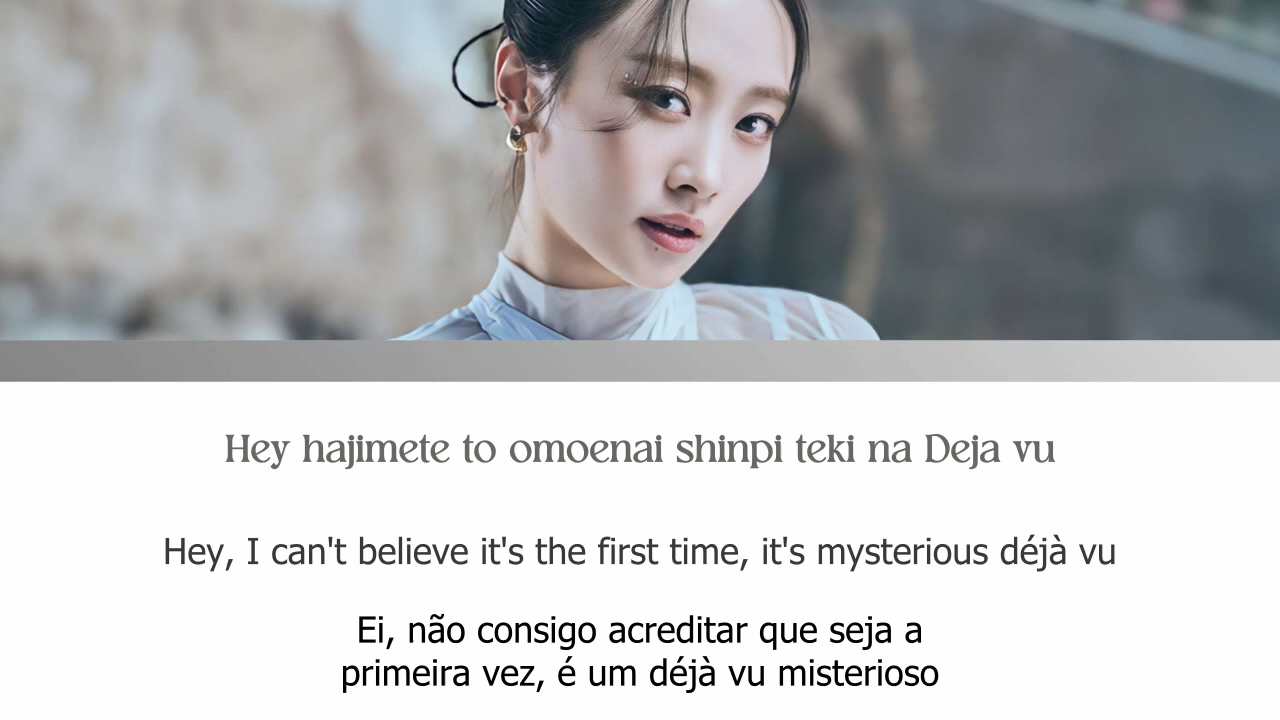 Hey hajimete to omoenai shinpi teki na Deja vu
Hey, I can't believe it's the first time, it's mysterious déjà vu
Ei, não consigo acreditar que seja a
primeira vez, é um déjà vu misterioso